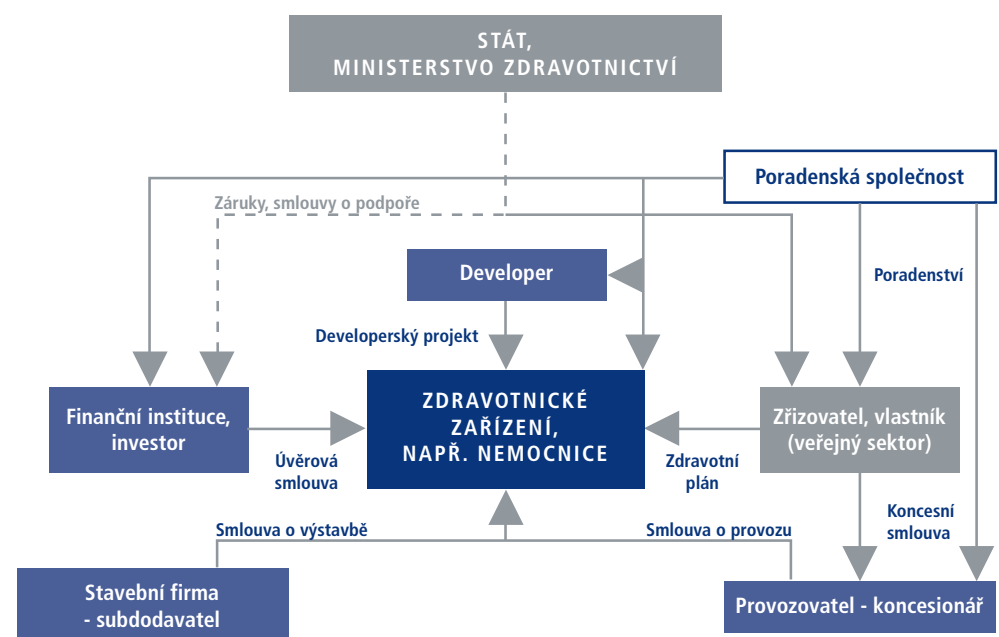 STÁT,
MINISTERSTVO ZDRAVOTNICTVÍ
Poradenská společnost
Záruky, smlouvy o podpoře
Developer
Poradenství
Developerský projekt
Finanční instituce,
investor
ZDRAVOTNICKÉ
ZAŘÍZENÍ,
NAPŘ. NEMOCNICE
Zřizovatel, vlastník
(veřejný sektor)
Úvěrová
smlouva
Zdravotní
plán
Koncesní
smlouva
Smlouva o výstavbě
Smlouva o provozu
Stavební firma
- subdodavatel
Provozovatel - koncesionář